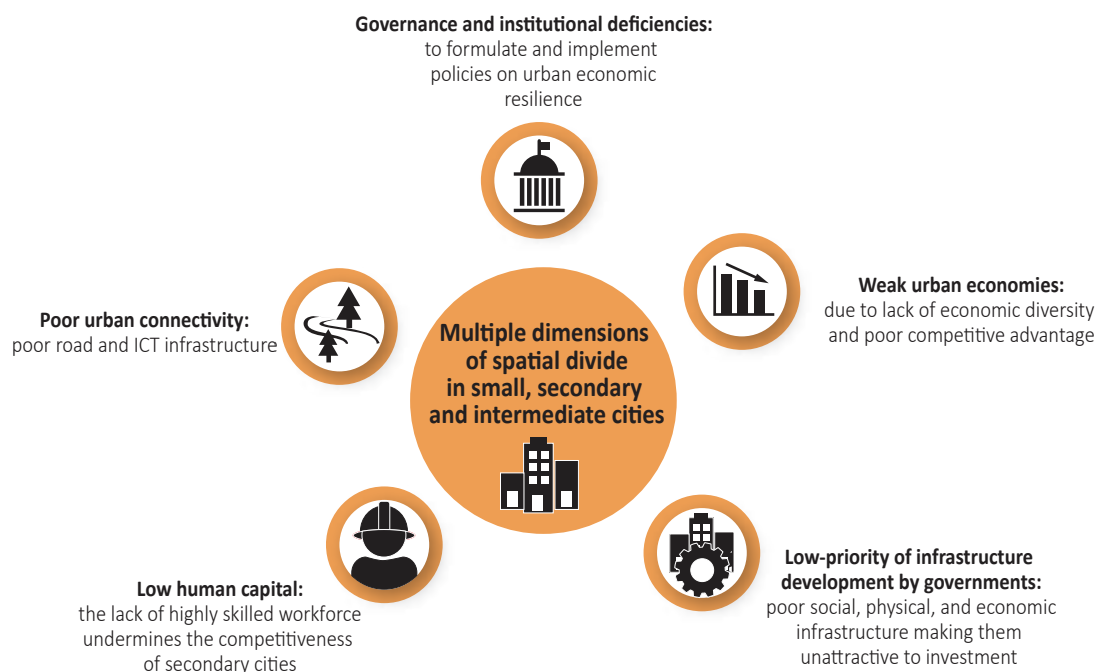 Governance and institutional deficiencies:
to formulate and implement
policies on urban economic
resilience
Weak urban economies:
due to lack of economic diversity
and poor competitive advantage
Poor urban connectivity:
poor road and ICT infrastructure
Multiple dimensions
of spatial divide
in small, secondary
and intermediate cities
Low-priority of infrastructure
development by governments:
poor social, physical, and economic
infrastructure making them
unattractive to investment
Low human capital:
the lack of highly skilled workforce
undermines the competitiveness
of secondary cities